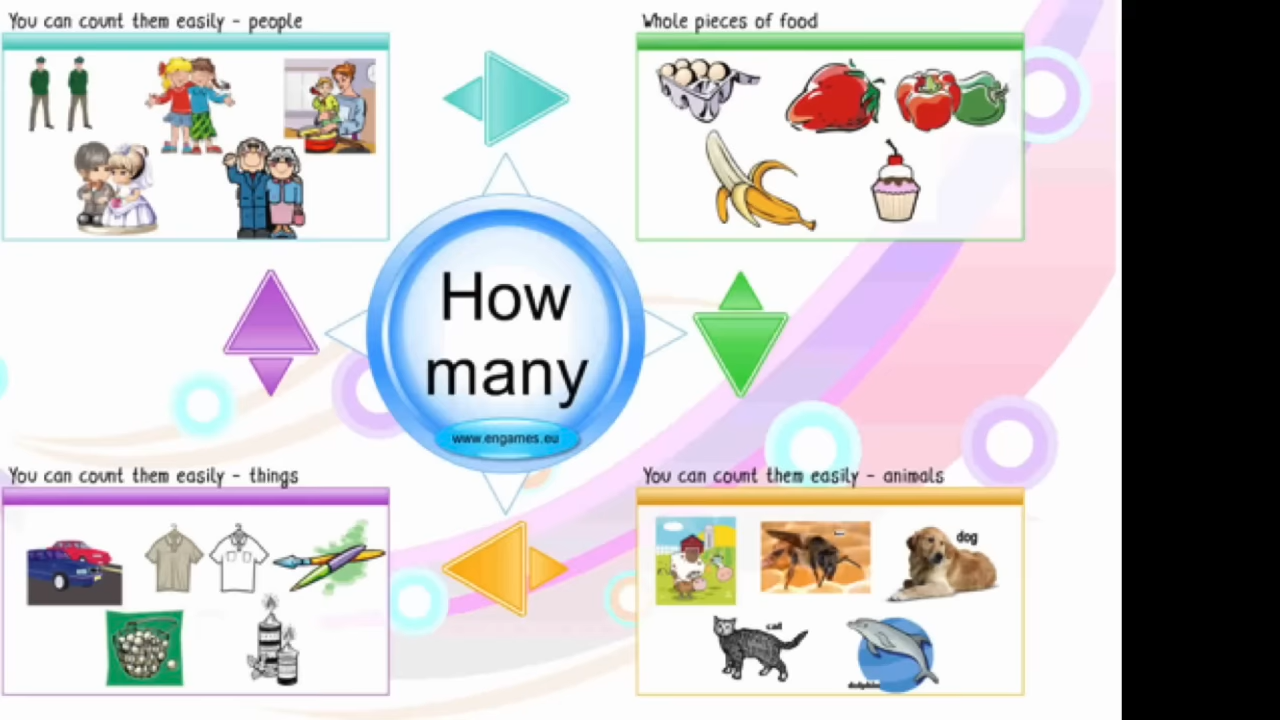 You can count them easily - people
Whole pieces of food
How
many
www.engames.eu
You can count them easily - things
You can count them easily - animals
dog
cat
dolphin